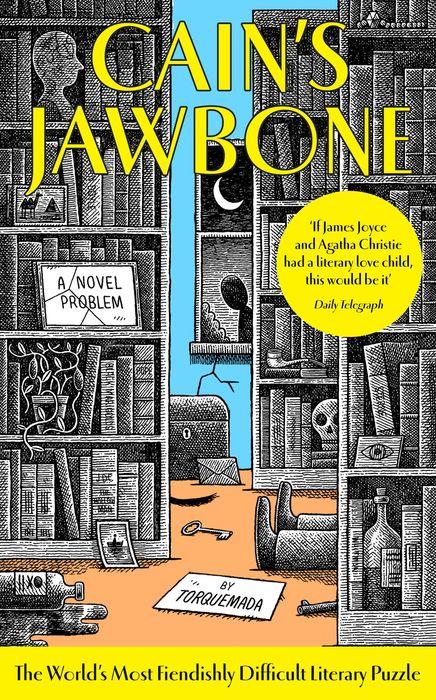 CAIN'S
JAWBONE
'If James Joyce
and Agatha Christie
had a literary love child,
this would be it'
Daily Telegraph
A NOVEL
PROBLEM
BY
TORQUEMADA
The World's Most Fiendishly Difficult Literary Puzzle